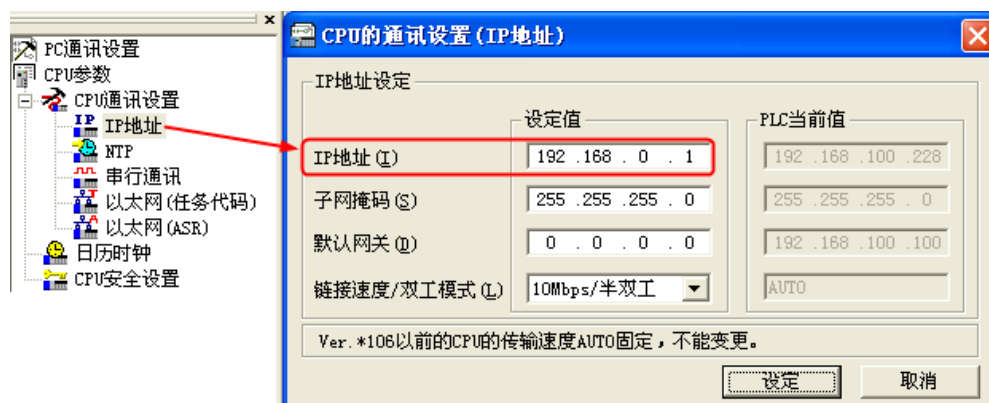 PC通讯设置
CPU参数
CPU通讯设置
IP地址
NTP
串行通讯
以太网(任务代码)
以太网(ASR)
日历时钟
CPU安全设置
CPU的通讯设置(IP地址)
IP地址设定
设定值 PLC当前值
IP地址(I) 192 .168 . 0 . 1 192 .168 .100 .228
子网掩码(S) 255 .255 .255 . 0 255 .255 .255 . 0
默认网关(D) 0 . 0 . 0 . 0 192 .168 .100 .100
链接速度/双工模式(L) 10Mbps/半双工 AUTO
Ver.*106以前的CPU的传输速度AUTO固定，不能变更。
设定 取消